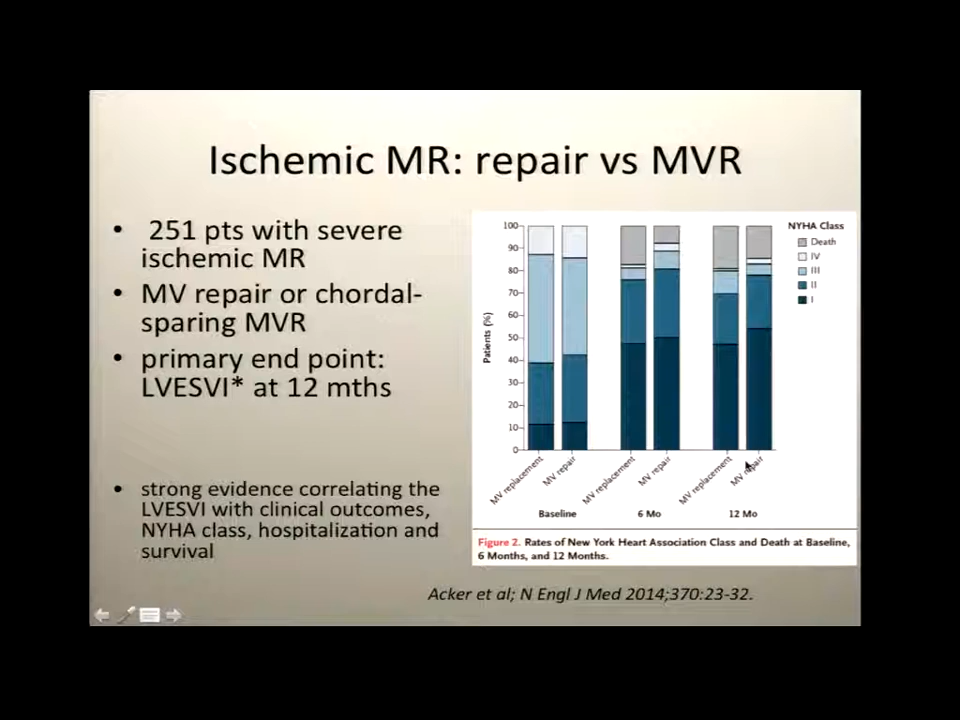 Ischemic MR: repair vs MVR
• 251 pts with severe
ischemic MR
• MV repair or chordal-
sparing MVR
• primary end point:
LVESVI* at 12 mths
• strong evidence correlating the
LVESVI with clinical outcomes,
NYHA class, hospitalization and
survival
Patients (%)
100
90
80
70
60
50
40
30
20
10
0
MV replacement
MV repair
MV replacement
MV repair
MV replacement
MV repair
Baseline
6 Mo
12 Mo
NYHA Class
Death
IV
III
II
I
Figure 2. Rates of New York Heart Association Class and Death at Baseline,
6 Months, and 12 Months.
Acker et al; N Engl J Med 2014;370:23-32.